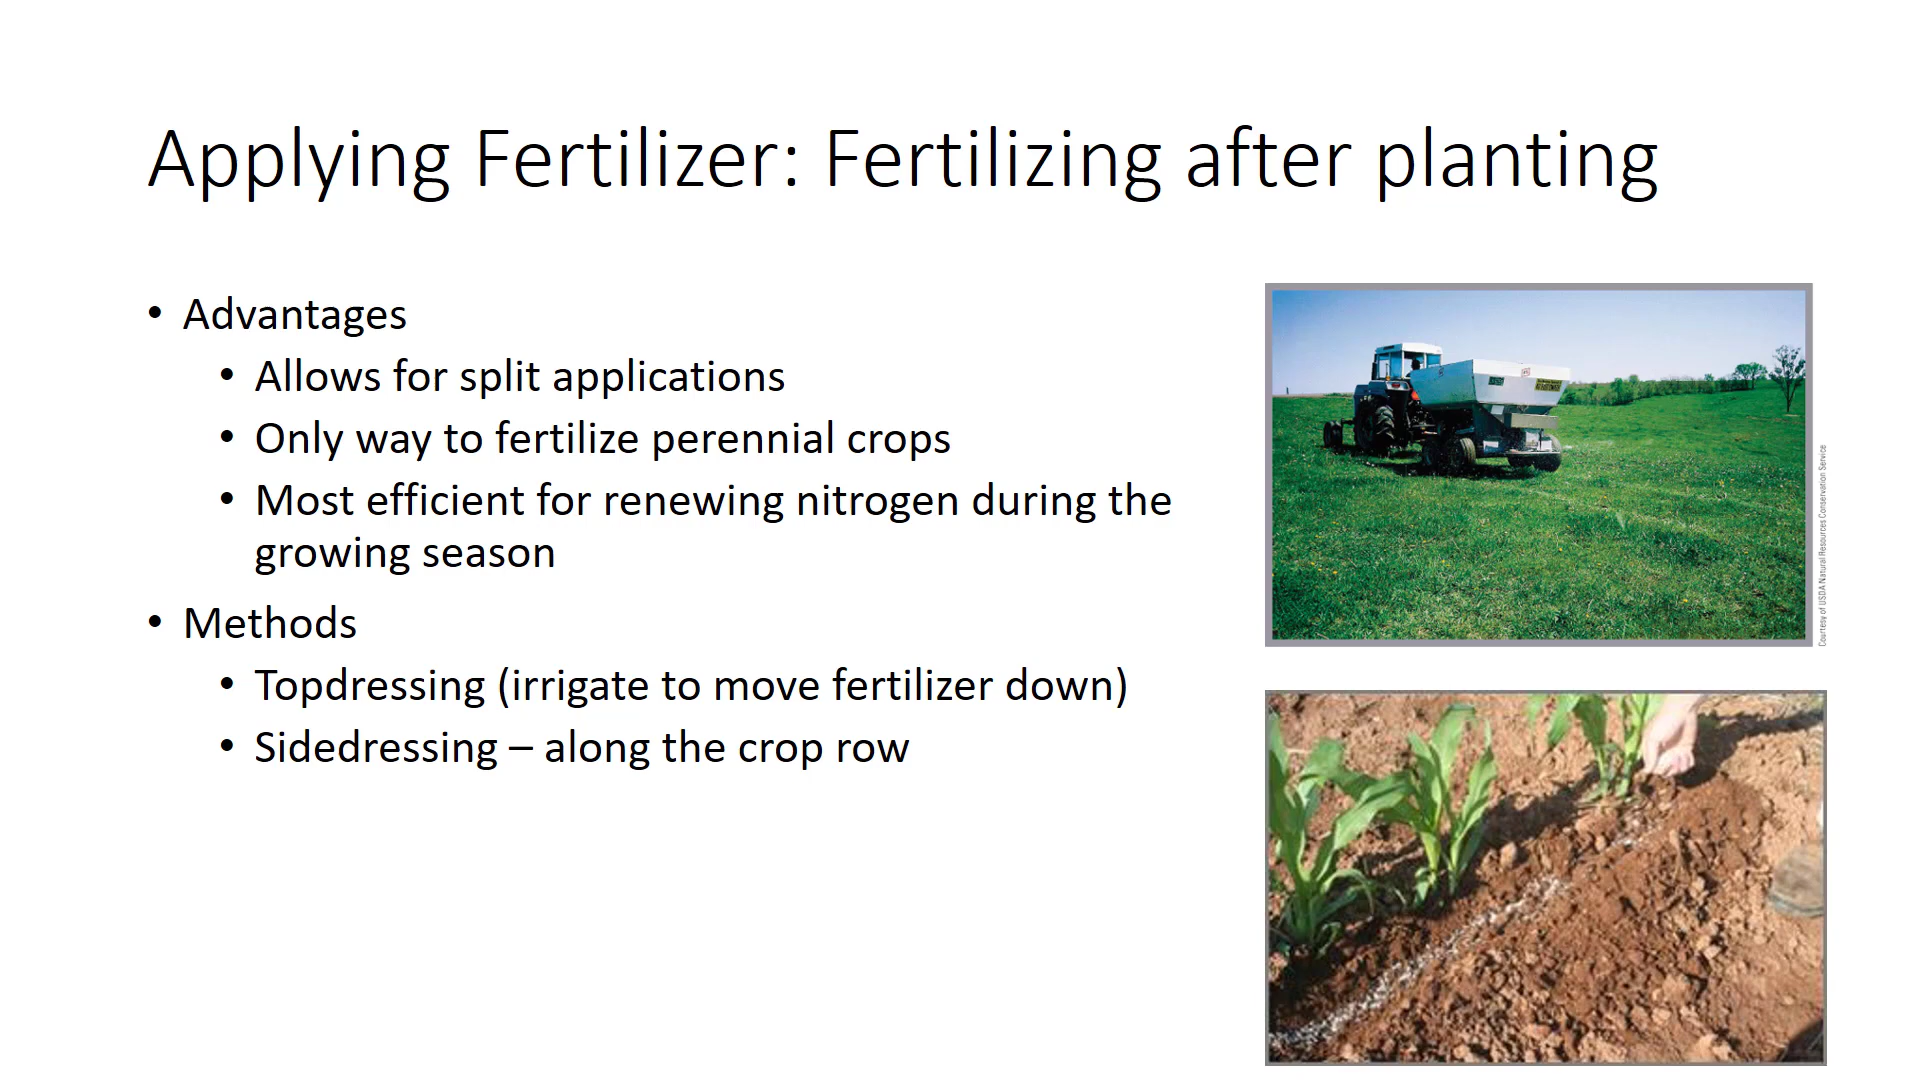 Applying Fertilizer: Fertilizing after planting
• Advantages
• Allows for split applications
• Only way to fertilize perennial crops
• Most efficient for renewing nitrogen during the
growing season
• Methods
• Topdressing (irrigate to move fertilizer down)
• Sidedressing – along the crop row
Courtesy of USDA Natural Resources Conservation Service